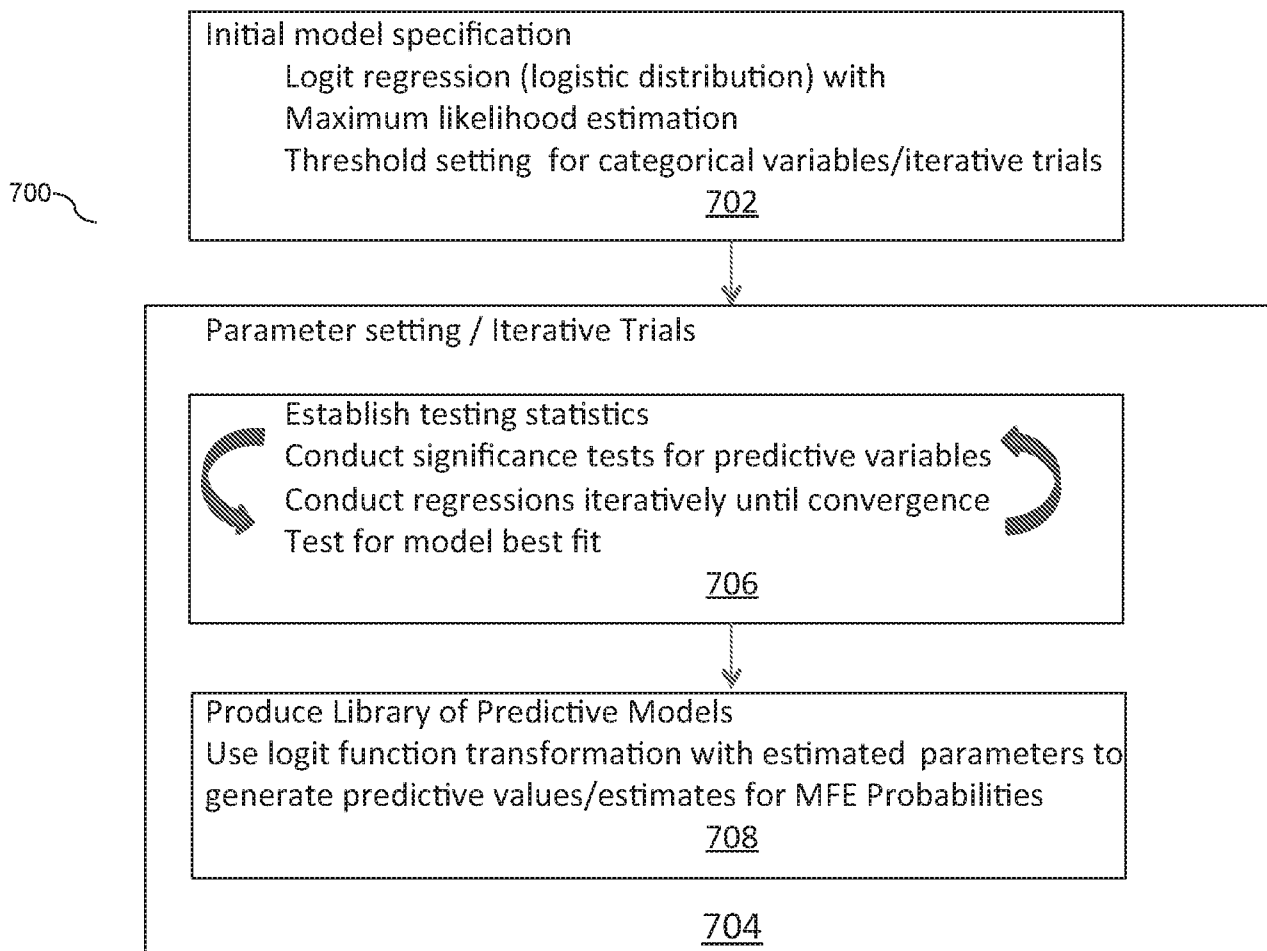 Initial model specification
Logit regression (logistic distribution) with
Maximum likelihood estimation
Threshold setting for categorical variables/iterative trials
702
700
Parameter setting / Iterative Trials
Establish testing statistics
Conduct significance tests for predictive variables
Conduct regressions iteratively until convergence
Test for model best fit
706
Produce Library of Predictive Models
Use logit function transformation with estimated parameters to
generate predictive values/estimates for MFE Probabilities
708
704